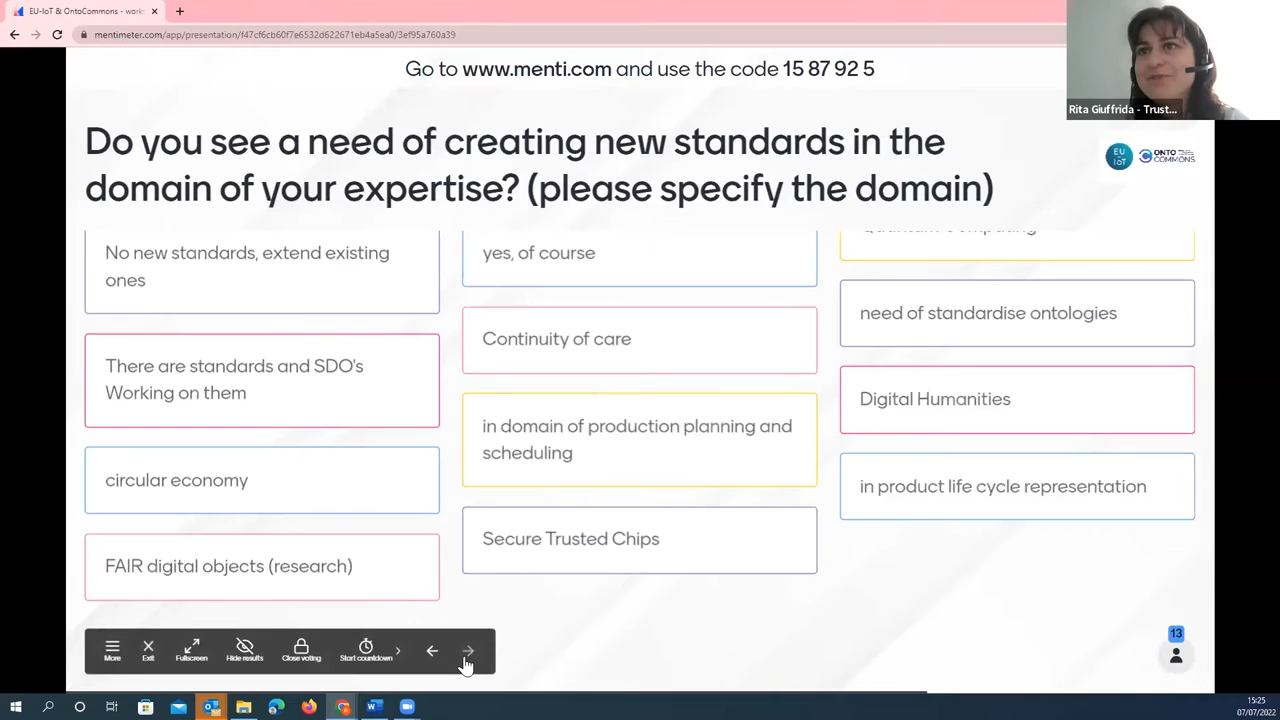 EU-IoT & OntoCommons - work
mentimeter.com/app/presentation/f47cf6cb60f7e6532d622671eb4a5ea0/3ef95a760a39
Go to www.menti.com and use the code 15 87 92 5
Rita Giuffrida - Trust...
Do you see a need of creating new standards in the
domain of your expertise? (please specify the domain)
EU
IoT
ONTO
COMMONS
No new standards, extend existing
ones
There are standards and SDO's
Working on them
circular economy
FAIR digital objects (research)
yes, of course
Continuity of care
in domain of production planning and
scheduling
Secure Trusted Chips
need of standardise ontologies
Digital Humanities
in product life cycle representation
More
Exit
Fullscreen
Hide results
Close voting
Start countdown
13
15:25
07/07/2022